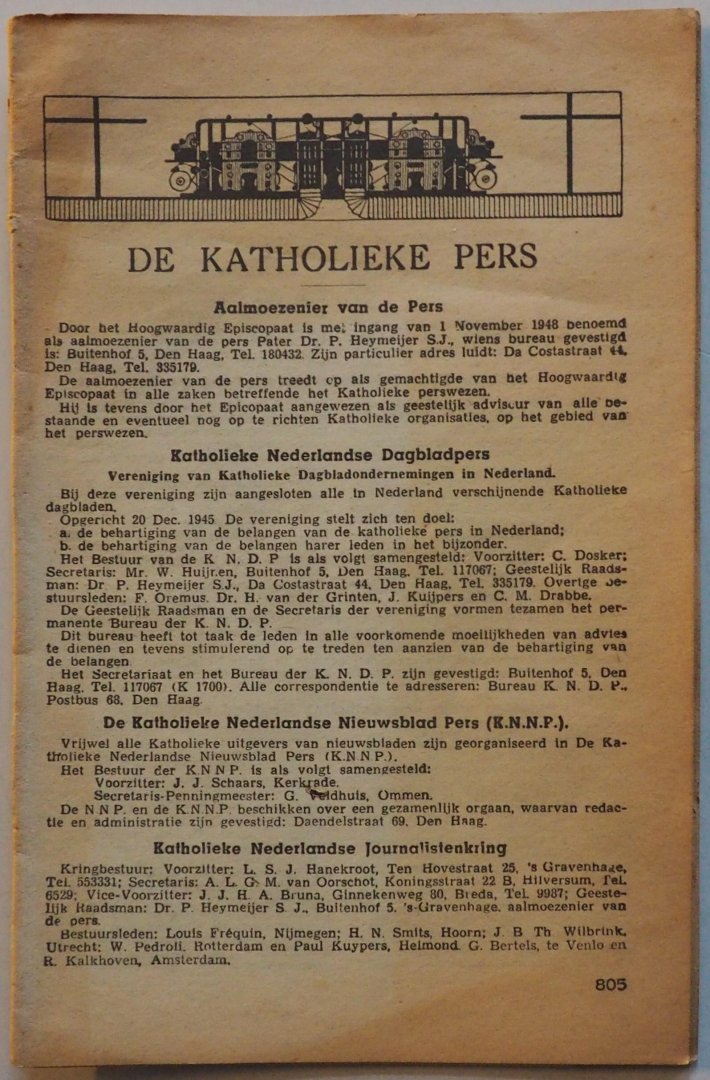 DE KATHOLIEKE PERS
Aalmoezenier van de Pers
Door het Hoogwaardig Episcopaat is met ingang van 1 November 1948 benoemd
als aalmoezenier van de pers Pater Dr. P. Heymeijer S.J., wiens bureau gevestigd
is: Buitenhof 5, Den Haag, Tel. 180432. Zijn particulier adres luidt: Da Costastraat 44,
Den Haag, Tel. 335179.
De aalmoezenier van de pers treedt op als gemachtigde van het Hoogwaardig
Episcopaat in alle zaken betreffende het Katholieke perswezen.
Hij is tevens door het Epicopaat aangewezen als geestelijk adviseur van alle be-
staande en eventueel nog op te richten Katholieke organisaties, op het gebied van
het perswezen.
Katholieke Nederlandse Dagbladpers
Vereniging van Katholieke Dagbladondernemingen in Nederland.
Bij deze vereniging zijn aangesloten alle in Nederland verschijnende Katholieke
dagbladen.
Opgericht 20 Dec. 1945 De vereniging stelt zich ten doel:
a. de behartiging van de belangen van de katholieke pers in Nederland;
b. de behartiging van de belangen harer leden in het bijzonder.
Het Bestuur van de K N. D. P is als volgt samengesteld: Voorzitter: C. Dosker;
Secretaris: Mr. W. Huijnen, Buitenhof 5, Den Haag, Tel. 117067; Geestelijk Raads-
man: Dr P. Heymeijer S.J., Da Costastraat 44, Den Haag, Tel. 335179. Overige be-
stuursleden: F. Oremus. Dr. H. van der Grinten, J. Kuijpers en C. M. Drabbe.
De Geestelijk Raadsman en de Secretaris der vereniging vormen tezamen het per-
manente Bureau der K. N. D. P.
Dit bureau heeft tot taak de leden in alle voorkomende moeilijkheden van advies
te dienen en tevens stimulerend op te treden ten aanzien van de behartiging van
de belangen
Het Secretariaat en het Bureau der K. N. D. P. zijn gevestigd: Buitenhof 5, Den
Haag, Tel. 117067 (K 1700). Alle correspondentie te adresseren: Bureau K. N. D. P.,
Postbus 68, Den Haag
De Katholieke Nederlandse Nieuwsblad Pers (K.N.N.P.).
Vrijwel alle Katholieke uitgevers van nieuwsbladen zijn georganiseerd in De Ka-
tholieke Nederlandse Nieuwsblad Pers (K.N.N P.).
Het Bestuur der K.N N P. is als volgt samengesteld:
Voorzitter: J. J. Schaars, Kerkrade.
Secretaris-Penningmeester: G. Veldhuis, Ommen.
De N.N P. en de K.N.N.P. beschikken over een gezamenlijk orgaan, waarvan redac-
tie en administratie zijn gevestigd: Daendelstraat 69, Den Haag.
Katholieke Nederlandse Journalistenkring
Kringbestuur: Voorzitter: L. S. J. Hanekroot, Ten Hovestraat 25, 's Gravenhage,
Tel. 553331; Secretaris: A. L. G. M. van Oorschot, Koningsstraat 22 B, Hilversum, Tel.
6529; Vice-Voorzitter: J. J. H. A. Bruna, Ginnekenweg 80, Breda, Tel. 9987; Geeste-
lijk Raadsman: Dr. P. Heymeijer S. J., Buitenhof 5, 's-Gravenhage, aalmoezenier van
de pers.
Bestuursleden: Louis Fréquin, Nijmegen; H. N. Smits, Hoorn; J. B Th Wilbrink,
Utrecht; W. Pedroli, Rotterdam en Paul Kuypers, Helmond. G. Bertels, te Venlo en
R. Kalkhoven, Amsterdam.
805